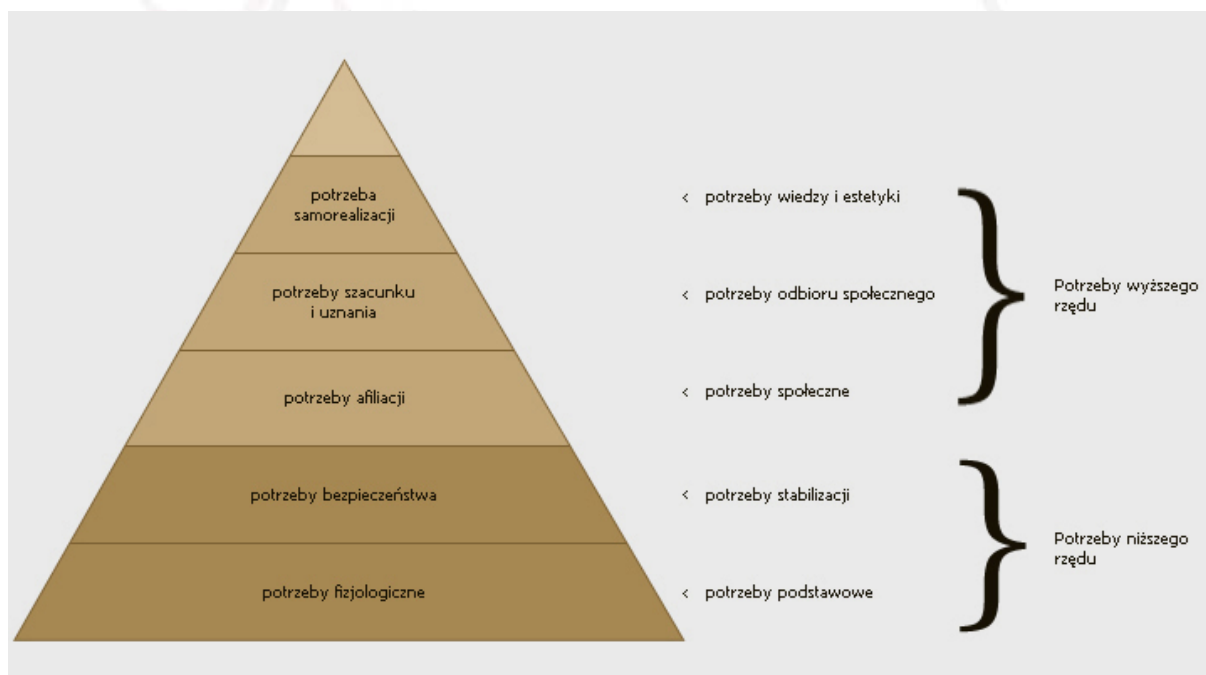 potrzeba
samorealizacji
< potrzeby wiedzy i estetyki
potrzeby szacunku
i uznania
< potrzeby odbioru społecznego
Potrzeby wyższego
rzędu
potrzeby afiliacji
< potrzeby społeczne
potrzeby bezpieczeństwa
< potrzeby stabilizacji
Potrzeby niższego
rzędu
potrzeby fizjologiczne
< potrzeby podstawowe